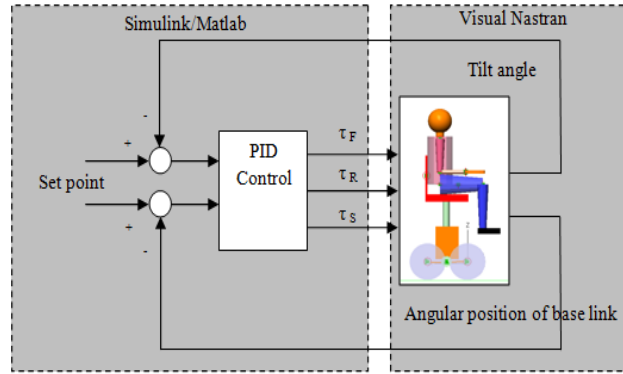 Simulink/Matlab
Visual Nastran
Tilt angle
-
+
PID
Control
τF
Set point
τR
τS
+
-
z
Angular position of base link